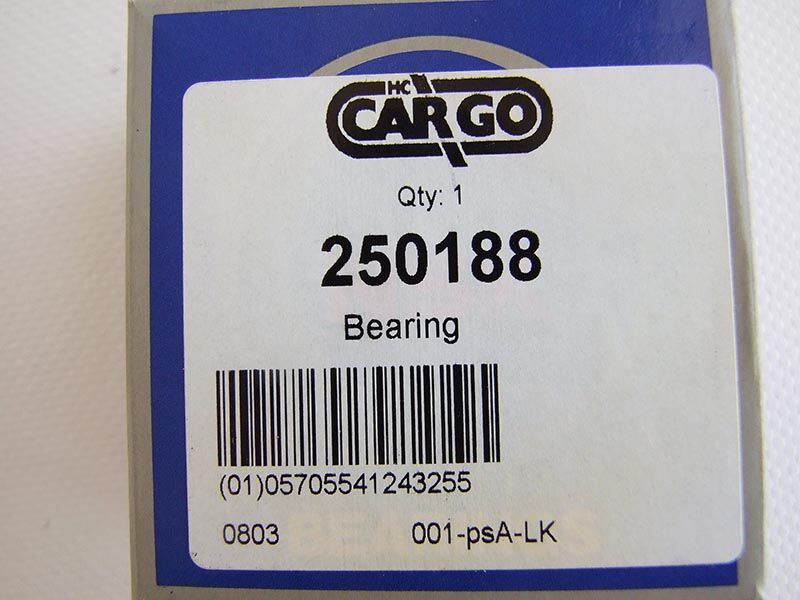 HC
CARGO
Qty: 1
250188
Bearing
(01)05705541243255
0803 001-psA-LK